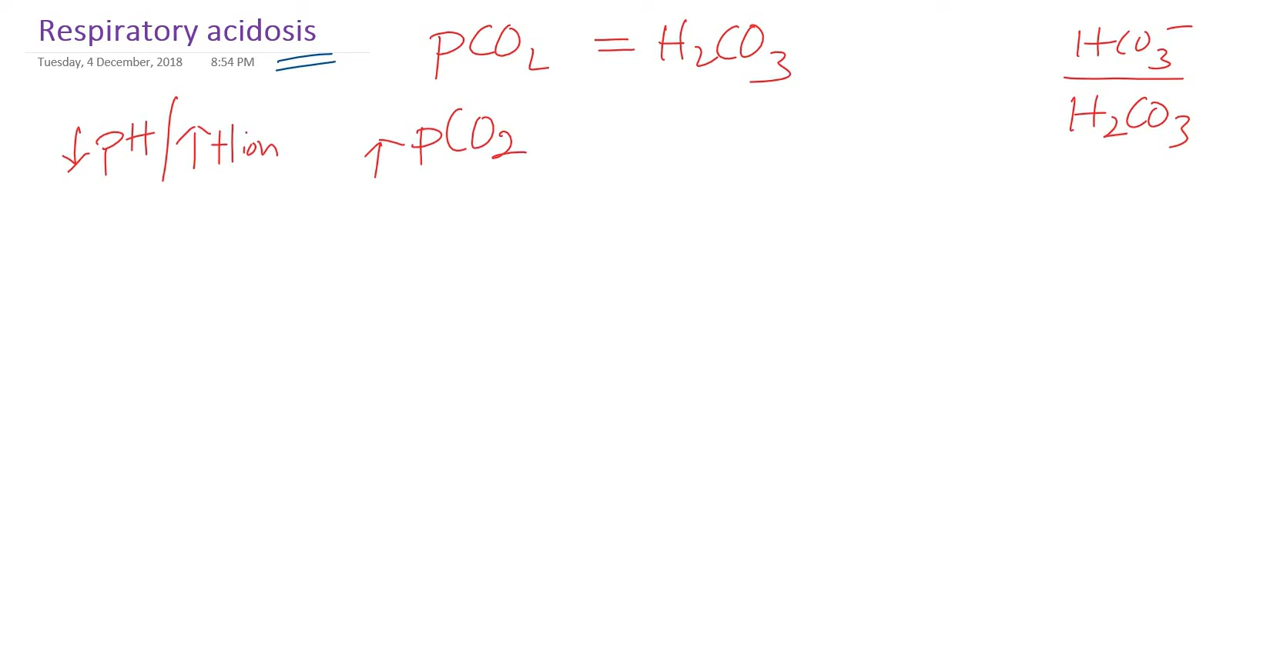 Respiratory acidosis
Tuesday, 4 December, 2018 8:54 PM
pCO₂ = H₂CO₃
HCO₃⁻
H₂CO₃
↓ pH / ↑ H ion ↑ pCO₂